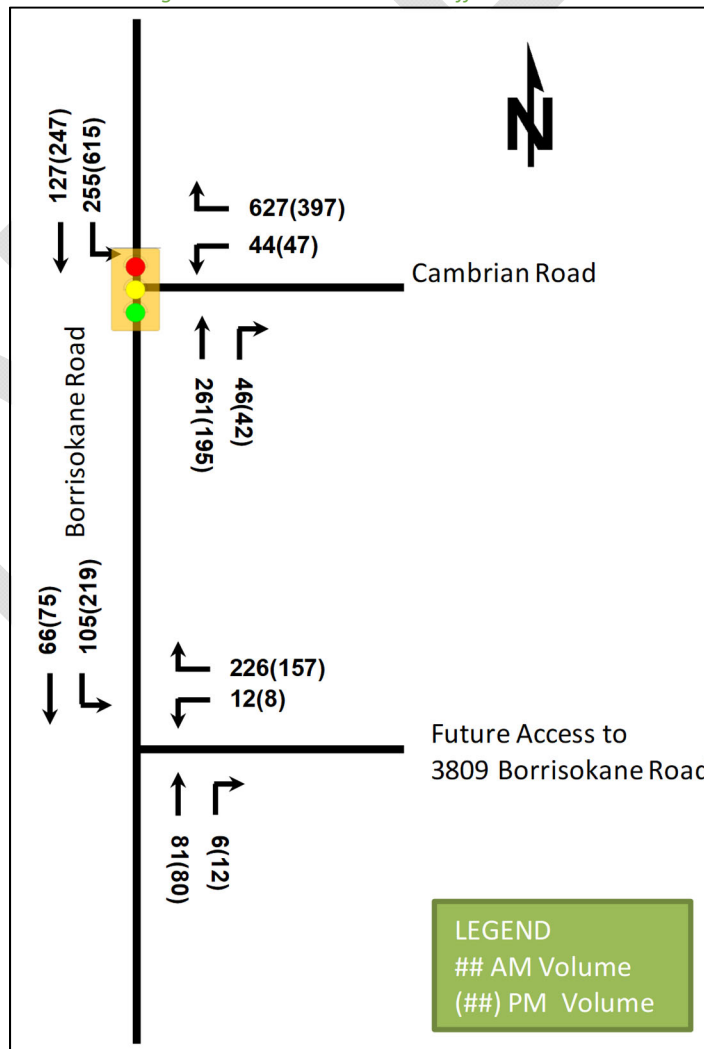 N
127(247)
255(615)
627(397)
44(47)
Cambrian Road
261(195)
46(42)
Borrisokane Road
66(75)
105(219)
226(157)
12(8)
Future Access to
3809 Borrisokane Road
81(80)
6(12)
LEGEND
## AM Volume
(##) PM Volume